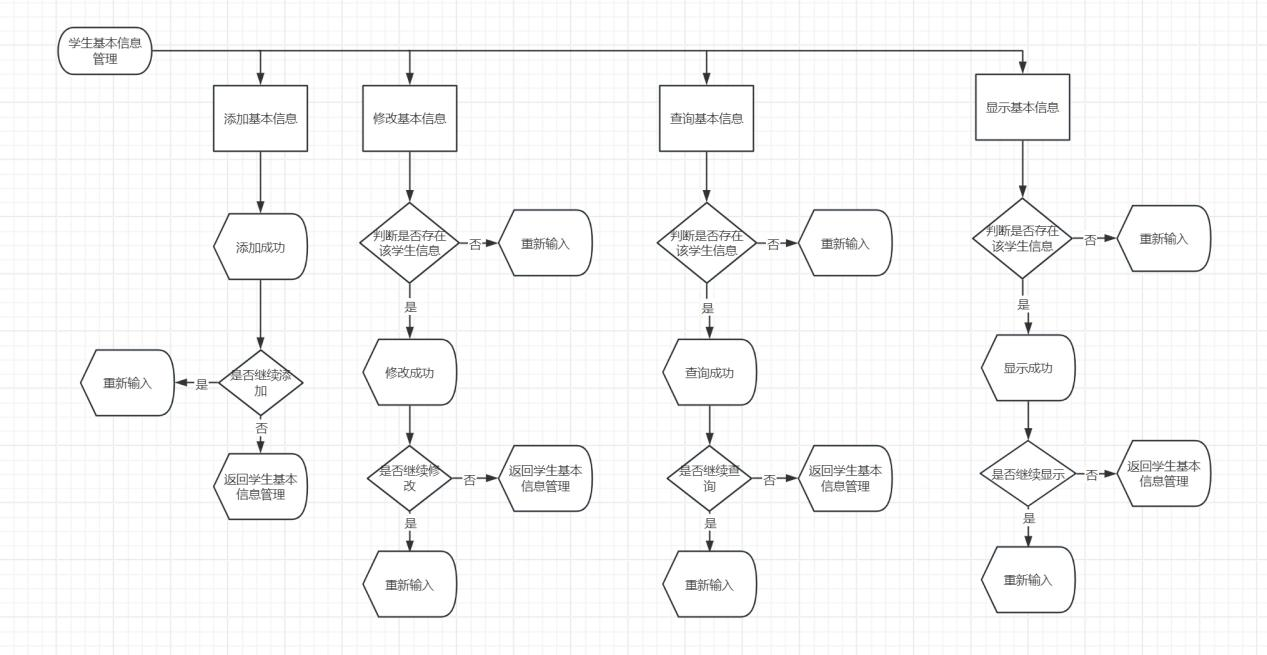 学生基本信息
管理
添加基本信息
修改基本信息
查询基本信息
显示基本信息
添加成功
判断是否存在
该学生信息
否
重新输入
判断是否存在
该学生信息
否
重新输入
判断是否存在
该学生信息
否
重新输入
是
是
是
重新输入
是
是否继续添
加
修改成功
查询成功
显示成功
否
返回学生基本
信息管理
是否继续修
改
否
返回学生基本
信息管理
是否继续查
询
否
返回学生基本
信息管理
是否继续显示
否
返回学生基本
信息管理
是
是
是
重新输入
重新输入
重新输入